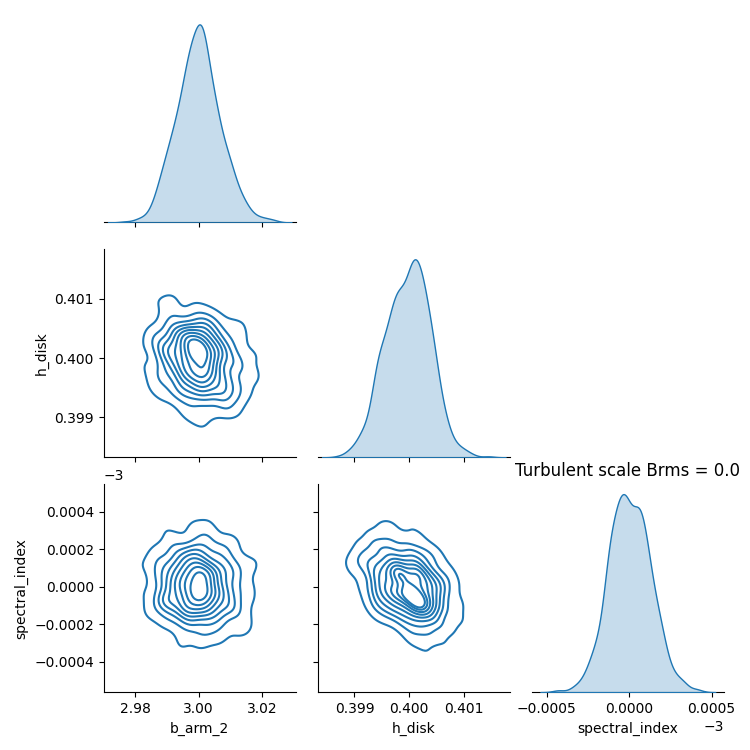 0.401
0.400
0.399
h_disk
−3
Turbulent scale Brms = 0.0
0.0004
0.0002
0.0000
−0.0002
−0.0004
spectral_index
2.98 3.00 3.02
b_arm_2
0.399 0.400 0.401
h_disk
−0.0005 0.0000 0.0005
spectral_index
−3